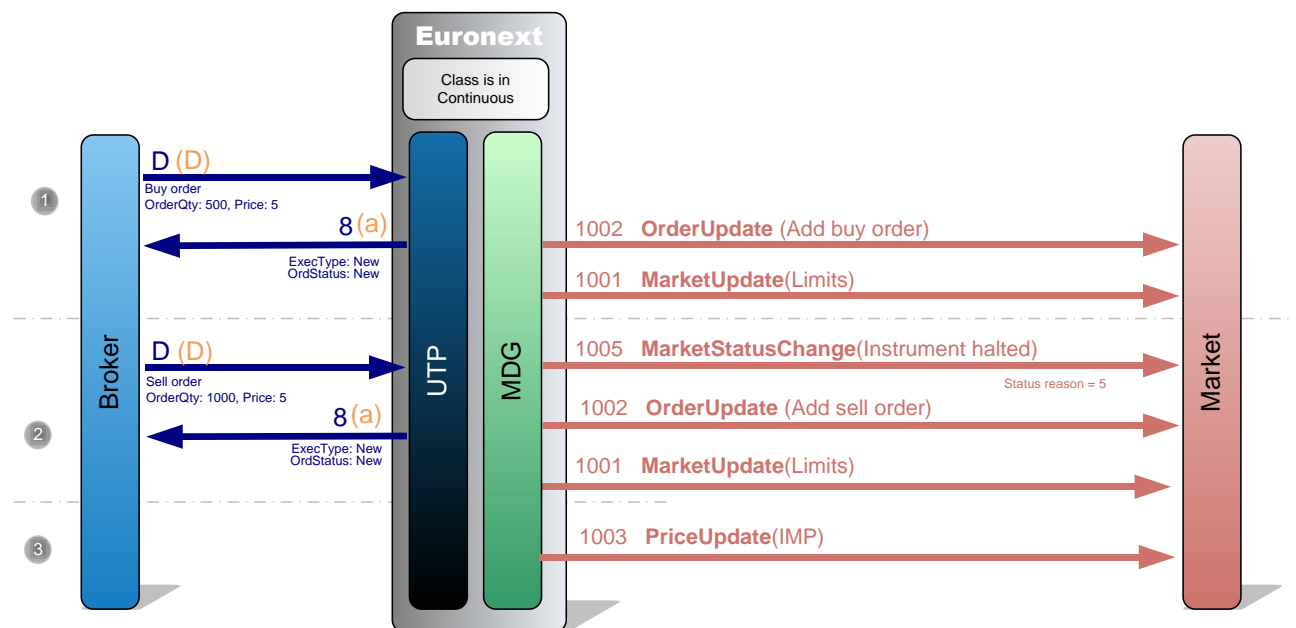 Euronext
Class is in
Continuous
D (D)
Buy order
OrderQty: 500, Price: 5
1
8 (a)
ExecType: New
OrdStatus: New
1002 OrderUpdate (Add buy order)
1001 MarketUpdate(Limits)
Broker
UTP
MDG
Market
D (D)
Sell order
OrderQty: 1000, Price: 5
1005 MarketStatusChange(Instrument halted)
Status reason = 5
2
8 (a)
ExecType: New
OrdStatus: New
1002 OrderUpdate (Add sell order)
1001 MarketUpdate(Limits)
3
1003 PriceUpdate(IMP)